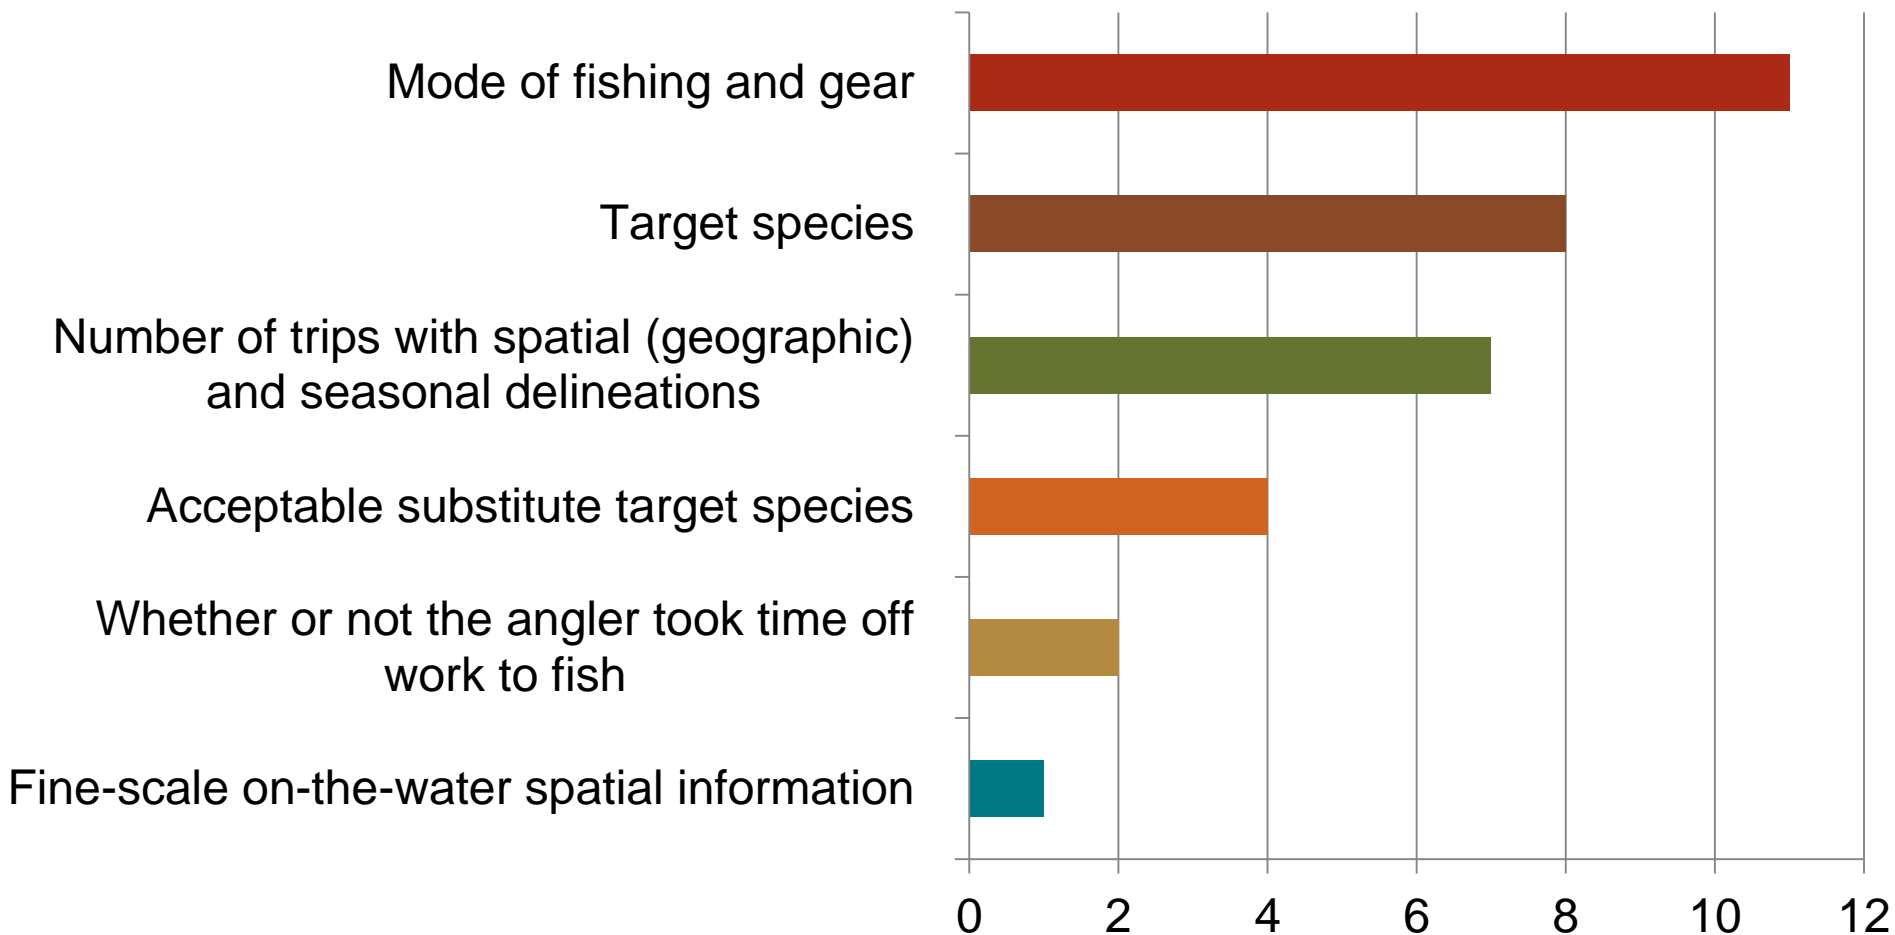 Mode of fishing and gear
Target species
Number of trips with spatial (geographic)
and seasonal delineations
Acceptable substitute target species
Whether or not the angler took time off
work to fish
Fine-scale on-the-water spatial information
0 2 4 6 8 10 12